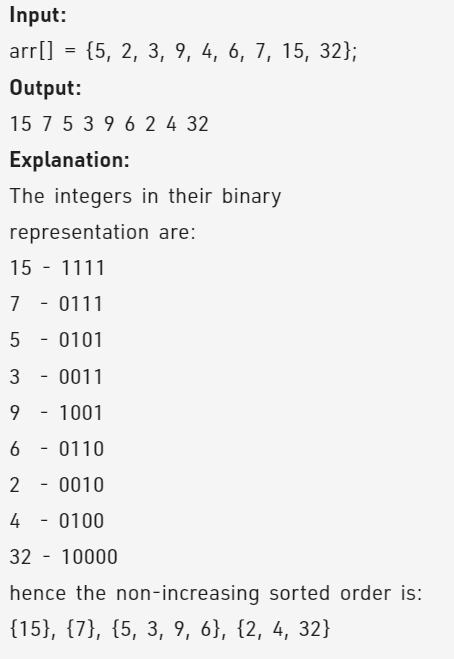 Input:
arr[] = {5, 2, 3, 9, 4, 6, 7, 15, 32};
Output:
15 7 5 3 9 6 2 4 32
Explanation:
The integers in their binary
representation are:
15 - 1111
7 - 0111
5 - 0101
3 - 0011
9 - 1001
6 - 0110
2 - 0010
4 - 0100
32 - 10000
hence the non-increasing sorted order is:
{15}, {7}, {5, 3, 9, 6}, {2, 4, 32}